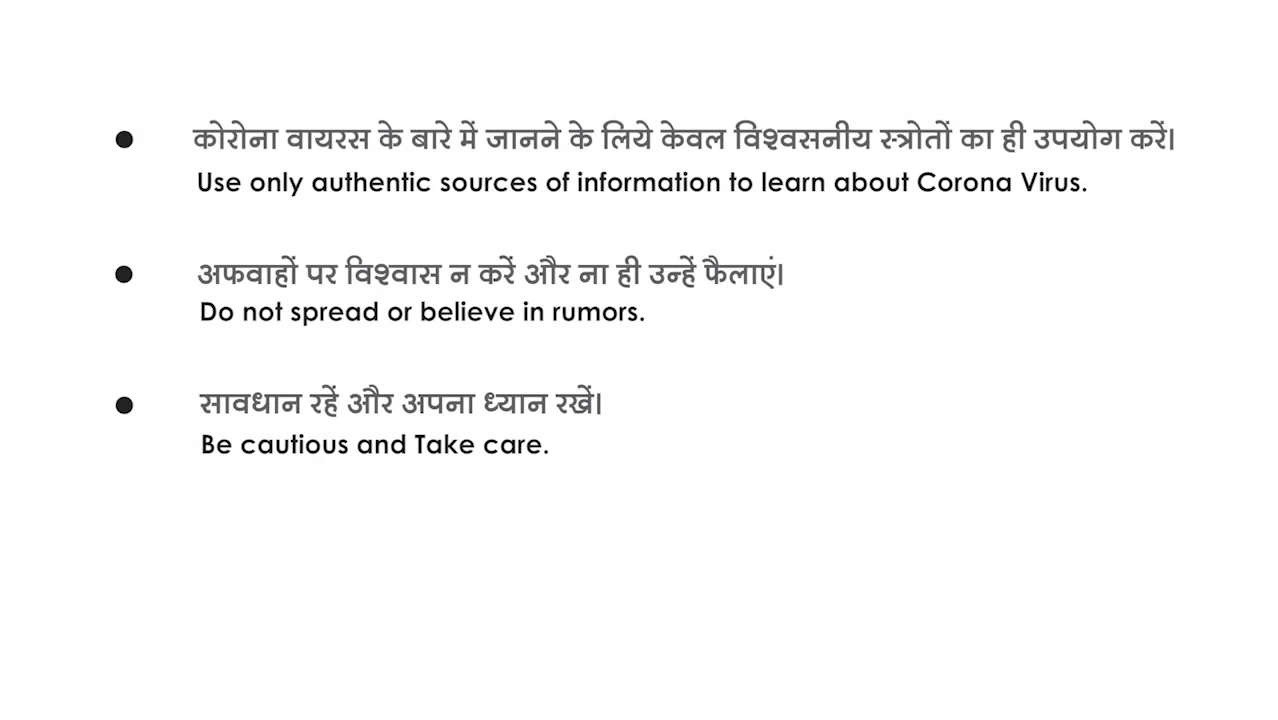 कोरोना वायरस के बारे में जानने के लिये केवल विश्वसनीय स्त्रोतों का ही उपयोग करें।
Use only authentic sources of information to learn about Corona Virus.
अफवाहों पर विश्वास न करें और ना ही उन्हें फैलाएं।
Do not spread or believe in rumors.
सावधान रहें और अपना ध्यान रखें।
Be cautious and Take care.